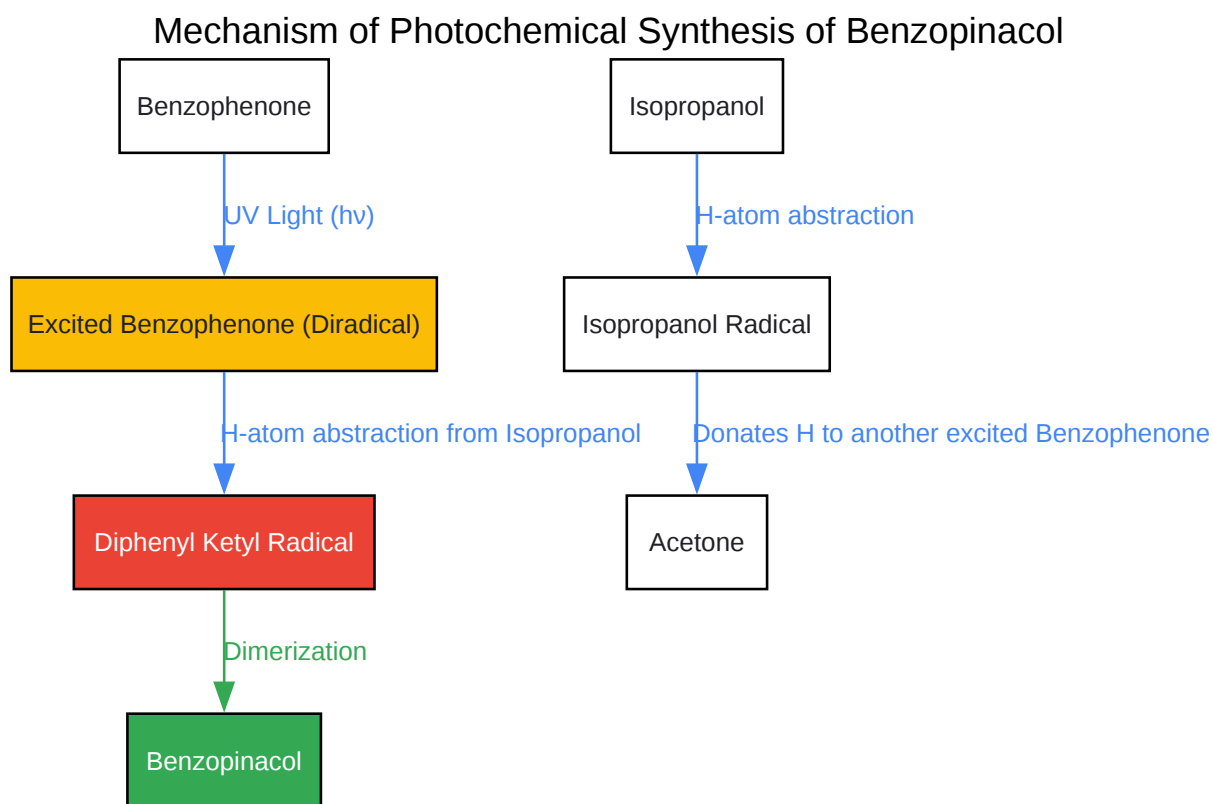 Mechanism of Photochemical Synthesis of Benzopinacol
Benzophenone
Isopropanol
UV Light (hν)
H-atom abstraction
Excited Benzophenone (Diradical)
Isopropanol Radical
H-atom abstraction from Isopropanol
Donates H to another excited Benzophenone
Diphenyl Ketyl Radical
Acetone
Dimerization
Benzopinacol